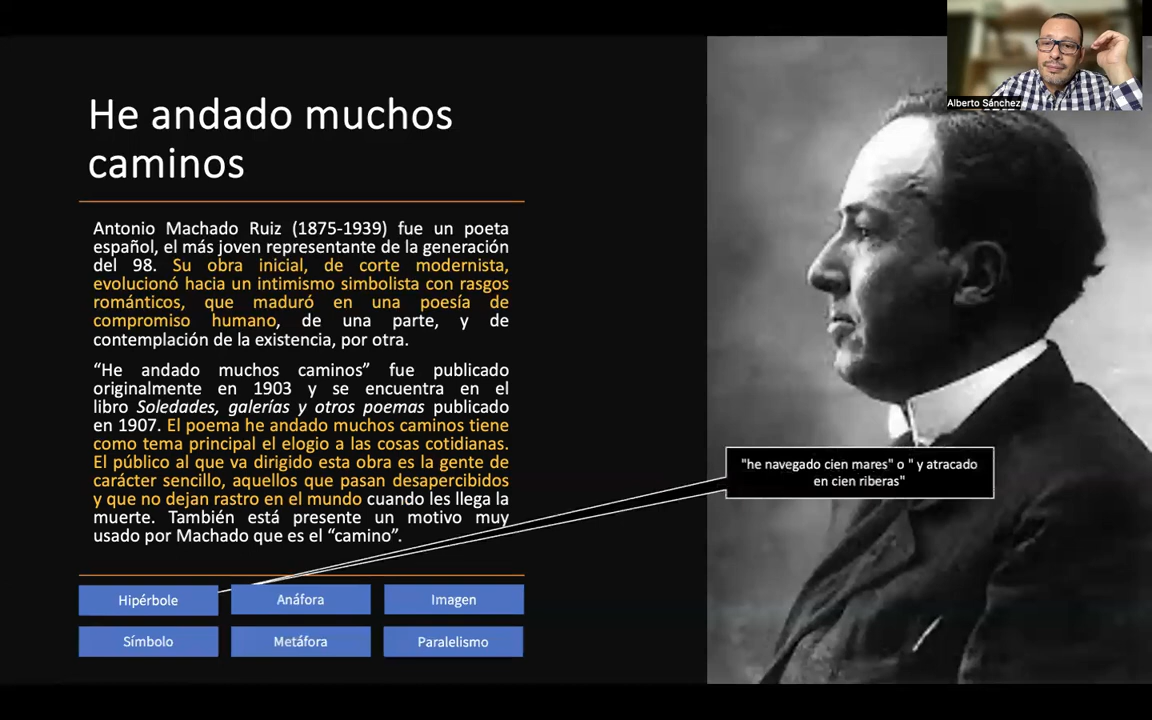 Alberto Sánchez
He andado muchos
caminos
Antonio Machado Ruiz (1875-1939) fue un poeta
español, el más joven representante de la generación
del 98. Su obra inicial, de corte modernista,
evolucionó hacia un intimismo simbolista con rasgos
románticos, que maduró en una poesía de
compromiso humano, de una parte, y de
contemplación de la existencia, por otra.
“He andado muchos caminos” fue publicado
originalmente en 1903 y se encuentra en el
libro Soledades, galerías y otros poemas publicado
en 1907. El poema he andado muchos caminos tiene
como tema principal el elogio a las cosas cotidianas.
El público al que va dirigido esta obra es la gente de
carácter sencillo, aquellos que pasan desapercibidos
y que no dejan rastro en el mundo cuando les llega la
muerte. También está presente un motivo muy
usado por Machado que es el “camino”.
"he navegado cien mares" o " y atracado
en cien riberas"
Hipérbole
Anáfora
Imagen
Símbolo
Metáfora
Paralelismo